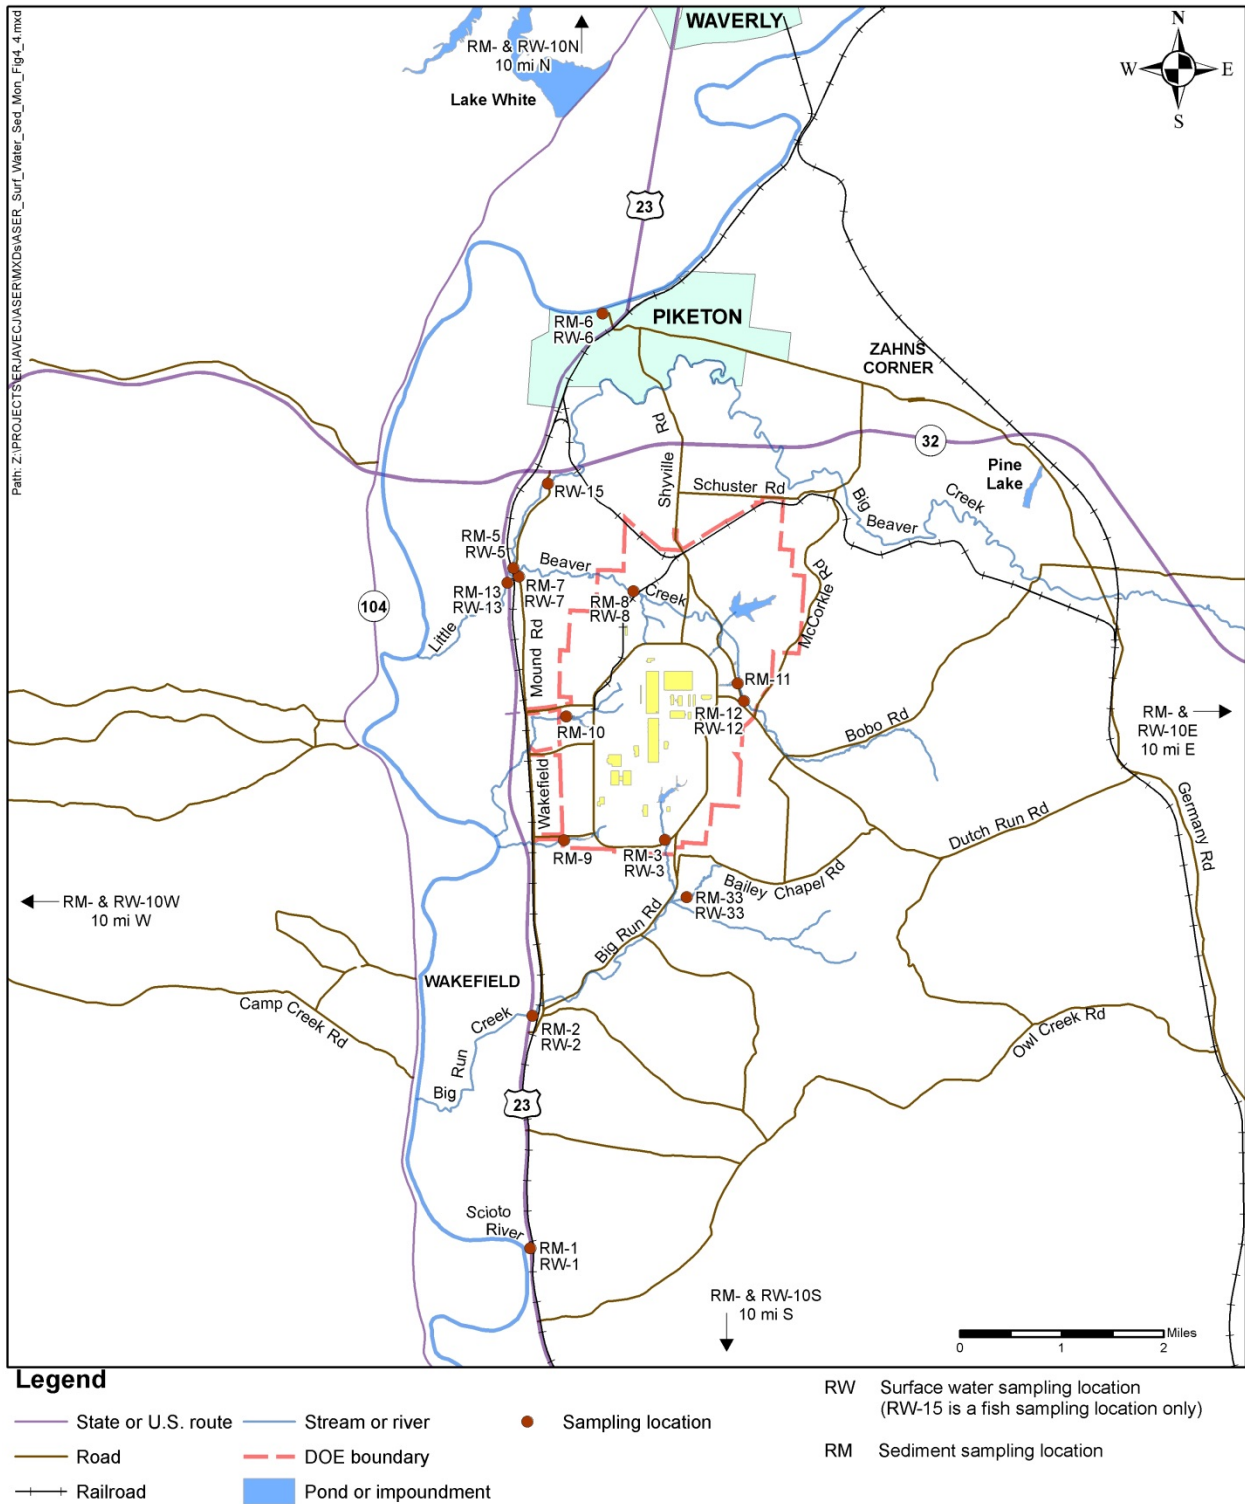 Path: Z:\PROJECTS\ERJAVECJ\ASER\MXDs\ASER_Surf_Water_Sed_Mon_Fig4_4.mxd
WAVERLY
N
W
E
S
RM- & RW-10N
10 mi N
Lake White
23
RM-6
RW-6
PIKETON
ZAHNS
CORNER
32
Shyville Rd
Pine
Lake
RW-15
Schuster Rd
Big Beaver Creek
RM-5
RW-5
Beaver Creek
RM-13
RW-13
RM-7
RW-7
RM-8
RW-8
McCorkle Rd
104
Little
Mound Rd
RM-11
RM-12
RW-12
RM-10
Bobo Rd
RM- &
RW-10E
10 mi E
Wakefield
Germany Rd
Dutch Run Rd
RM-9
RM-3
RW-3
Bailey Chapel Rd
RM-33
RW-33
RM- & RW-10W
10 mi W
Big Run Rd
WAKEFIELD
Camp Creek Rd
Big Run Creek
RM-2
RW-2
Owl Creek Rd
23
Scioto
River
RM-1
RW-1
RM- & RW-10S
10 mi S
Miles
0 1 2
Legend
State or U.S. route
Road
Railroad
Stream or river
DOE boundary
Pond or impoundment
Sampling location
RW Surface water sampling location
(RW-15 is a fish sampling location only)
RM Sediment sampling location